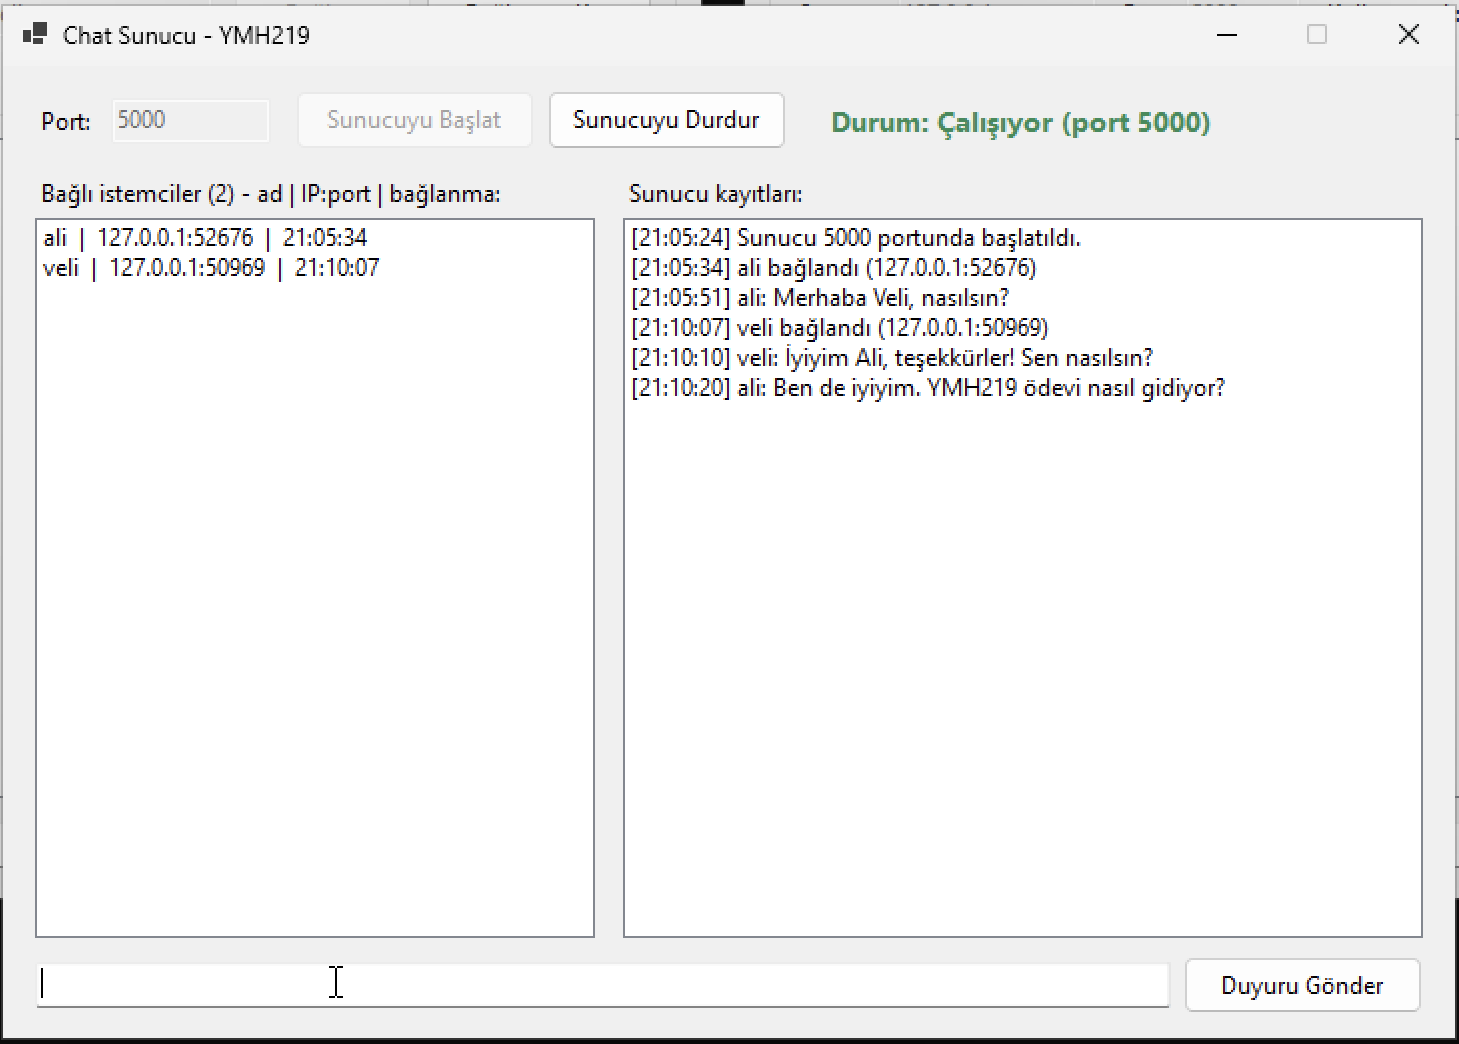 Chat Sunucu - YMH219
Port: 5000 Sunucuyu Başlat Sunucuyu Durdur Durum: Çalışıyor (port 5000)
Bağlı istemciler (2) - ad | IP:port | bağlanma:
ali | 127.0.0.1:52676 | 21:05:34
veli | 127.0.0.1:50969 | 21:10:07
Sunucu kayıtları:
[21:05:24] Sunucu 5000 portunda başlatıldı.
[21:05:34] ali bağlandı (127.0.0.1:52676)
[21:05:51] ali: Merhaba Veli, nasılsın?
[21:10:07] veli bağlandı (127.0.0.1:50969)
[21:10:10] veli: İyiyim Ali, teşekkürler! Sen nasılsın?
[21:10:20] ali: Ben de iyiyim. YMH219 ödevi nasıl gidiyor?
Duyuru Gönder